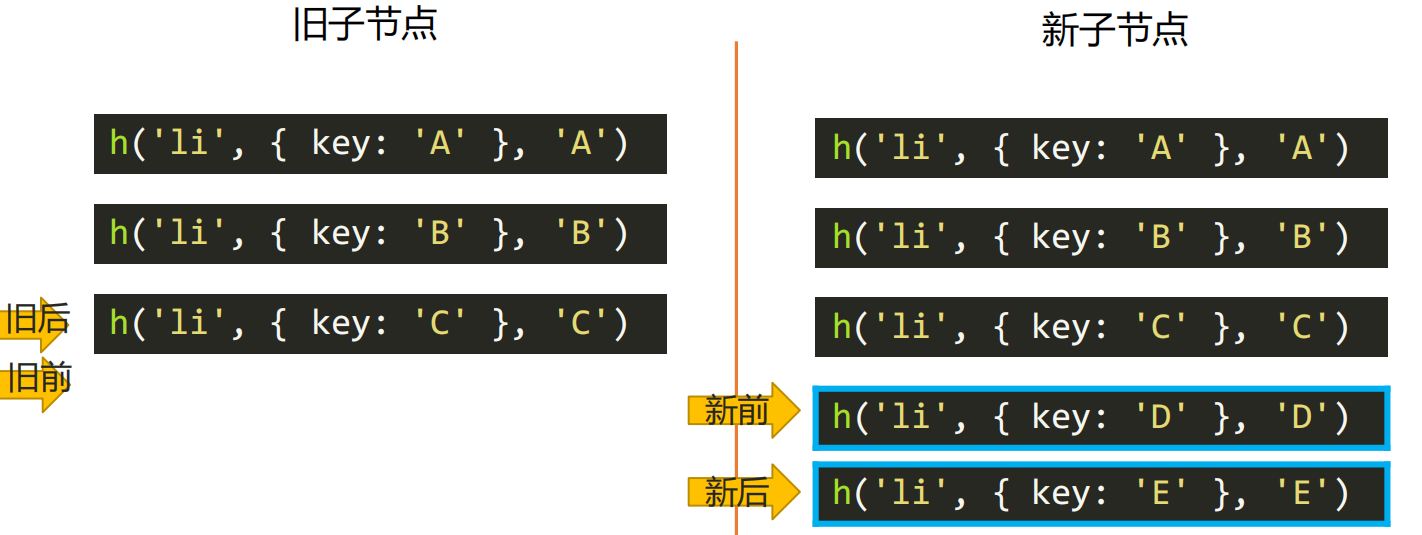 旧子节点
h('li', { key: 'A' }, 'A')
h('li', { key: 'B' }, 'B')
旧后
h('li', { key: 'C' }, 'C')
旧前
新子节点
h('li', { key: 'A' }, 'A')
h('li', { key: 'B' }, 'B')
h('li', { key: 'C' }, 'C')
新前
h('li', { key: 'D' }, 'D')
新后
h('li', { key: 'E' }, 'E')